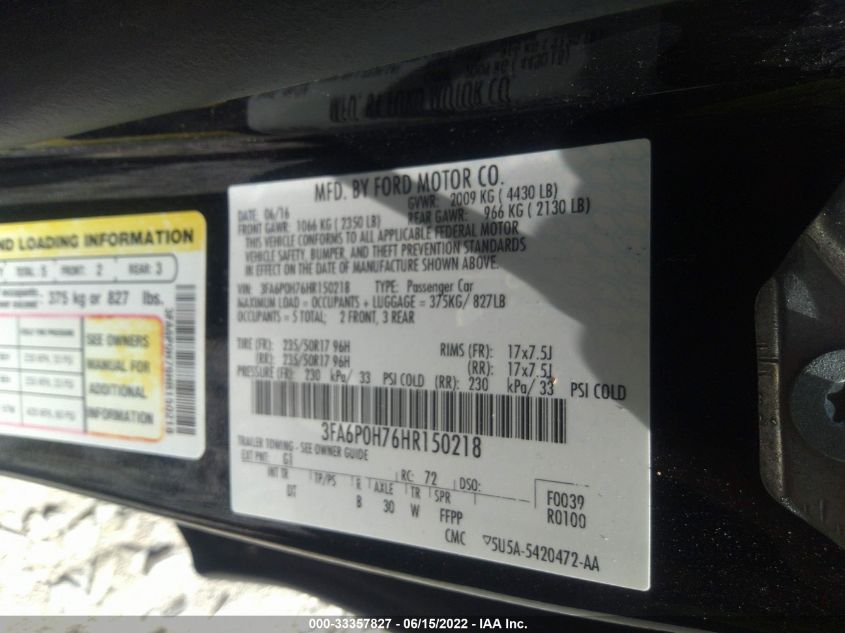 MFD. BY FORD MOTOR CO.
DATE: 06/16 GVWR: 2009 KG ( 4430 LB)
FRONT GAWR: 1066 KG ( 2350 LB) REAR GAWR: 966 KG ( 2130 LB)
THIS VEHICLE CONFORMS TO ALL APPLICABLE FEDERAL MOTOR
VEHICLE SAFETY, BUMPER, AND THEFT PREVENTION STANDARDS
IN EFFECT ON THE DATE OF MANUFACTURE SHOWN ABOVE.
VIN: 3FA6P0H76HR150218 TYPE: Passenger Car
MAXIMUM LOAD = OCCUPANTS + LUGGAGE = 375KG/ 827LB
OCCUPANTS = 5 TOTAL; 2 FRONT, 3 REAR
TIRE (FR): 235/50R17 96H RIMS (FR): 17x7.5J
(RR): 235/50R17 96H (RR): 17x7.5J
PRESSURE (FR): 230 kPa/ 33 PSI COLD (RR): 230 kPa/ 33 PSI COLD
3FA6P0H76HR150218
TRAILER TOWING - SEE OWNER GUIDE
EXT PNT: G1 RC: 72 DSO:
INT TR TP/PS R AXLE TR SPR
DT B 30 W FFPP
F0039
R0100
CMC ▽5U5A-5420472-AA
ND LOADING INFORMATION
TOTAL 5 FRONT: 2 REAR: 3
375 kg or 827 lbs.
SEE OWNERS
MANUAL FOR
ADDITIONAL
INFORMATION
3FA6P0H76HR150218
000-33357827 - 06/15/2022 - IAA Inc.